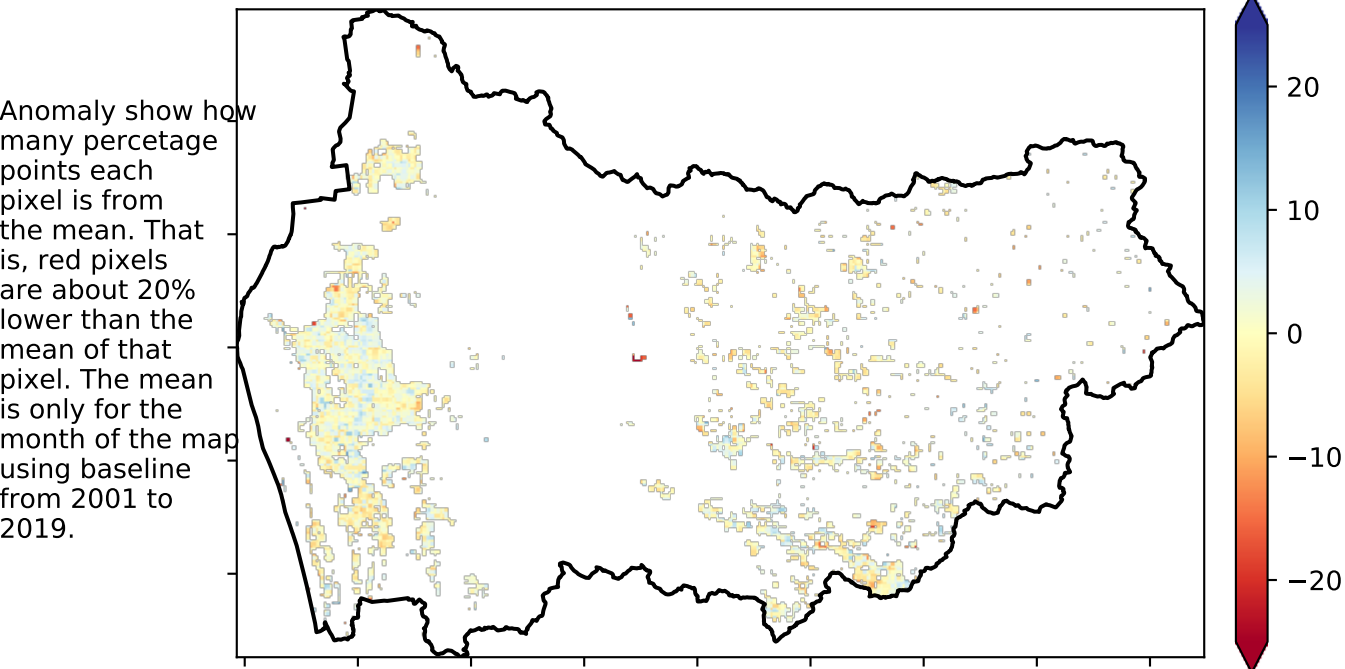 Anomaly show how
many percetage
points each
pixel is from
the mean. That
is, red pixels
are about 20%
lower than the
mean of that
pixel. The mean
is only for the
month of the map
using baseline
from 2001 to
2019.
20
10
0
−10
−20